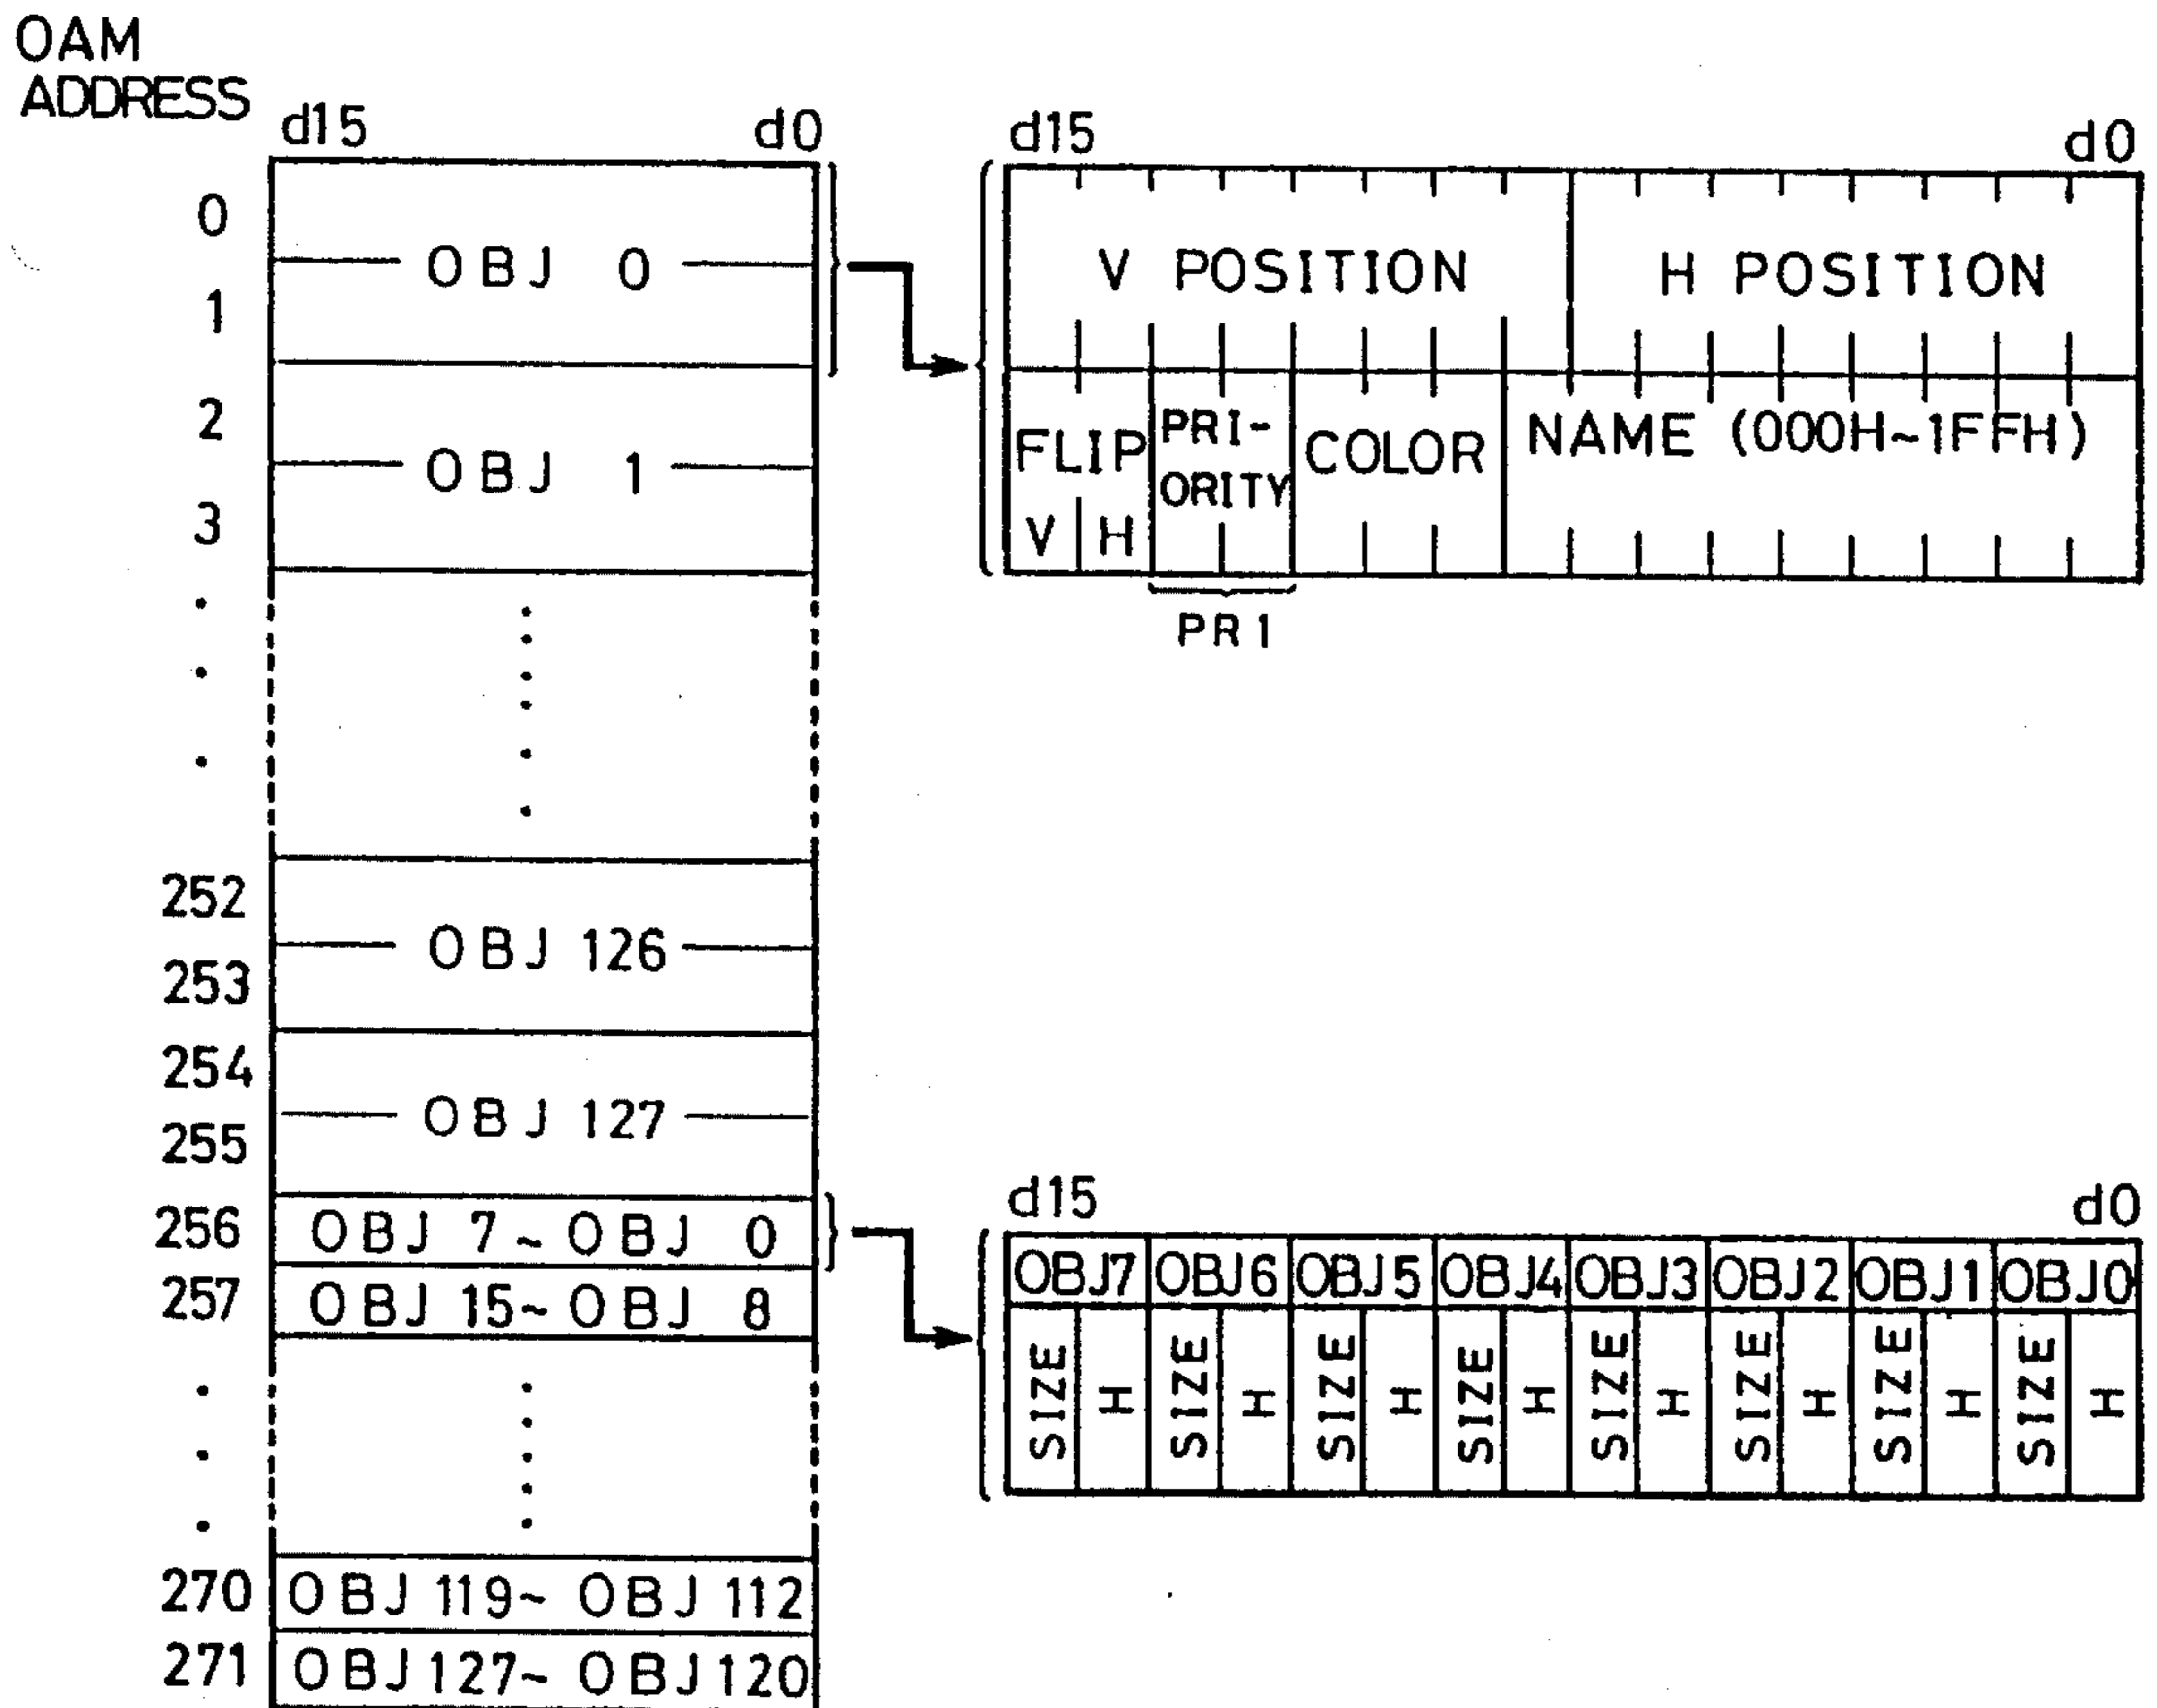 OAM
ADDRESS
d15 d0
0
OBJ 0
1
2
OBJ 1
3
252
OBJ 126
253
254
OBJ 127
255
256 OBJ 7~OBJ 0
257 OBJ 15~OBJ 8
270 OBJ 119~OBJ 112
271 OBJ 127~OBJ 120
d15 d0
V POSITION H POSITION
FLIP
V H
PRI-
ORITY
COLOR
NAME (000H~1FFH)
PR1
d15 d0
OBJ7 OBJ6 OBJ5 OBJ4 OBJ3 OBJ2 OBJ1 OBJ0
SIZE H SIZE H SIZE H SIZE H SIZE H SIZE H SIZE H SIZE H